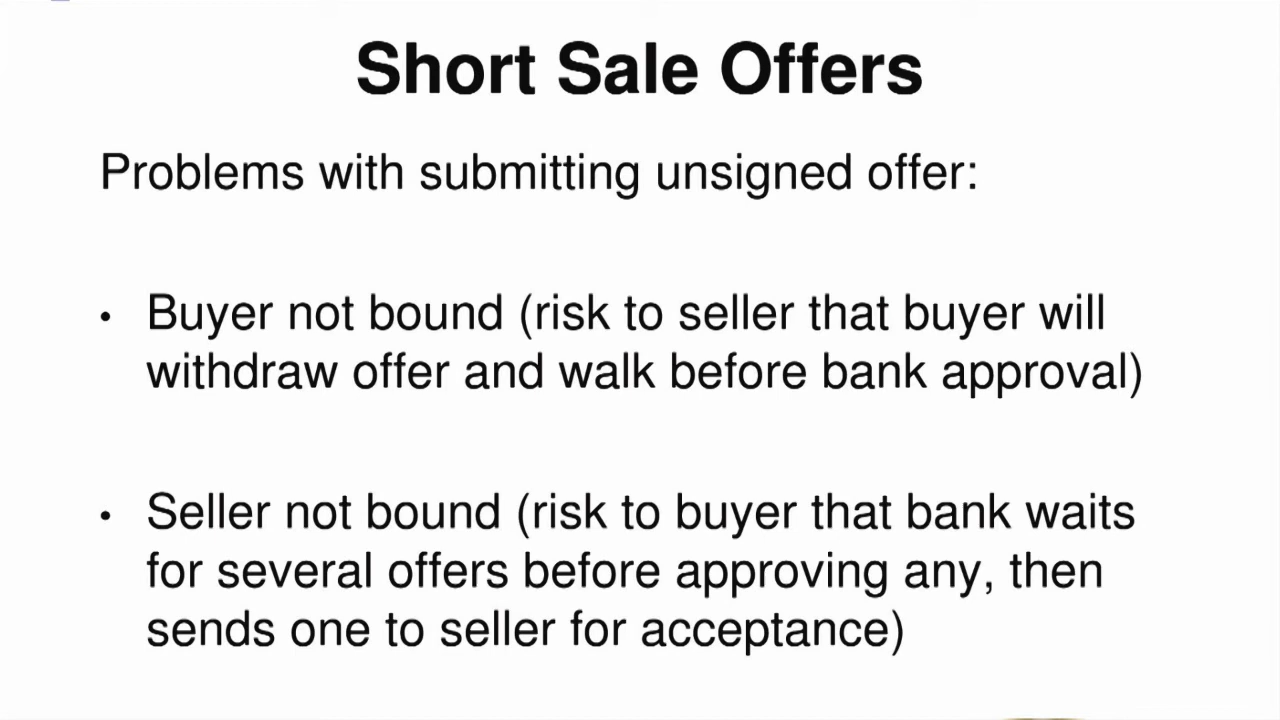 Short Sale Offers
Problems with submitting unsigned offer:
• Buyer not bound (risk to seller that buyer will
withdraw offer and walk before bank approval)
• Seller not bound (risk to buyer that bank waits
for several offers before approving any, then
sends one to seller for acceptance)